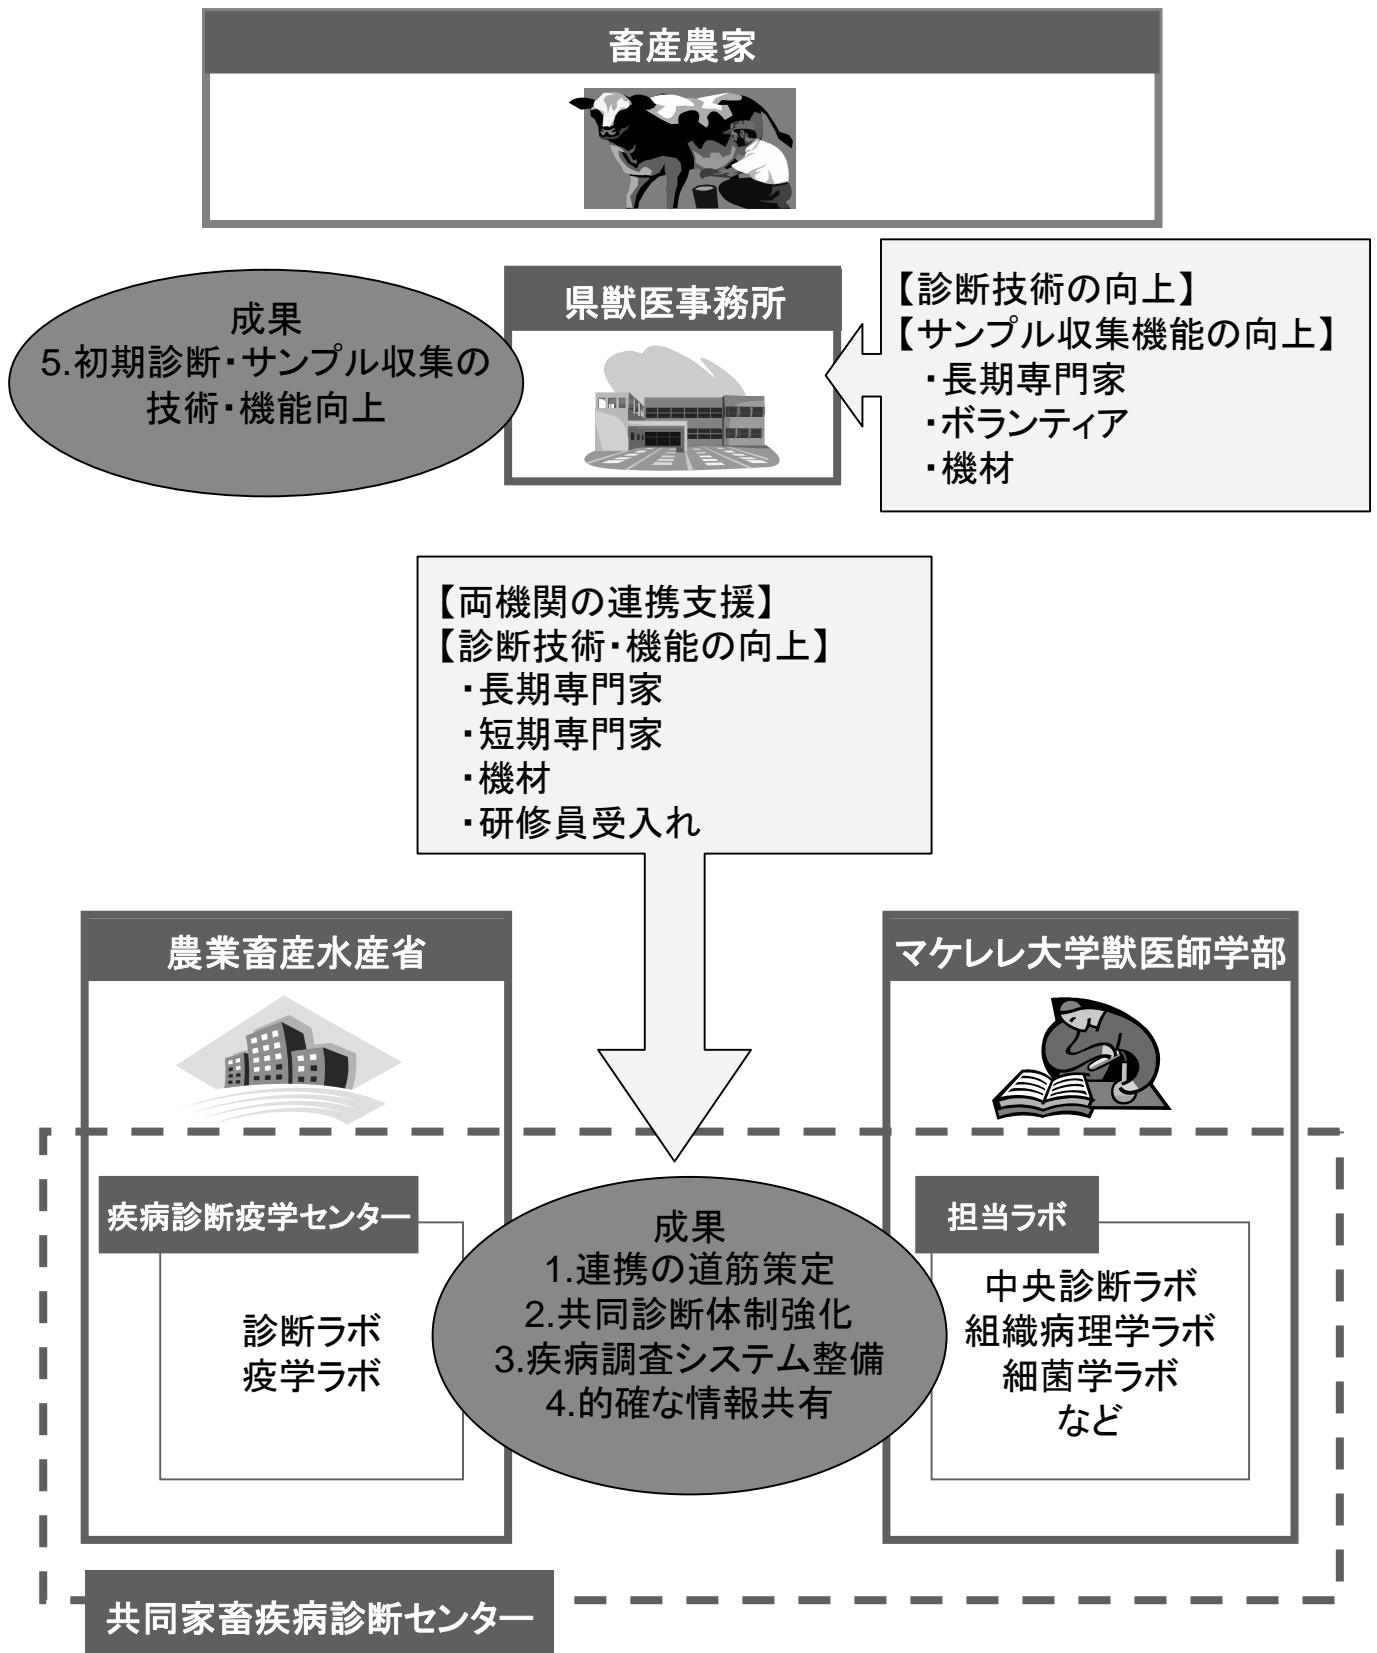 畜産農家
成果
5.初期診断・サンプル収集の
技術・機能向上
県獣医事務所
【診断技術の向上】
【サンプル収集機能の向上】
・長期専門家
・ボランティア
・機材
【両機関の連携支援】
【診断技術・機能の向上】
・長期専門家
・短期専門家
・機材
・研修員受入れ
農業畜産水産省
マケレレ大学獣医師学部
疾病診断疫学センター
診断ラボ
疫学ラボ
成果
1.連携の道筋策定
2.共同診断体制強化
3.疾病調査システム整備
4.的確な情報共有
担当ラボ
中央診断ラボ
組織病理学ラボ
細菌学ラボ
など
共同家畜疾病診断センター